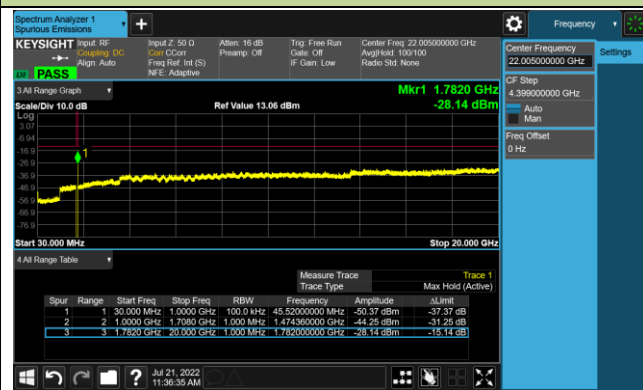 Spectrum Analyzer 1
Spurious Emissions
Frequency
KEYSIGHT Input: RF Input Z: 50 Ω Atten: 16 dB Trig: Free Run Center Freq: 22.005000000 GHz
Coupling: DC Corr CCorr Preamp: Off Gate: Off Avg|Hold: 100/100
Align: Auto Freq Ref: Int (S) IF Gain: Low Radio Std: None
NFE: Adaptive
PASS
Center Frequency
22.005000000 GHz
Settings
CF Step
4.399000000 GHz
Auto
Man
Freq Offset
0 Hz
3 All Range Graph
Mkr1 1.7820 GHz
Scale/Div 10.0 dB Ref Value 13.06 dBm -28.14 dBm
Log
3.07
-6.94
-16.9
-26.9
-36.9
-46.9
-56.9
-66.9
-76.9
1
Start 30.000 MHz Stop 20.000 GHz
4 All Range Table
Measure Trace Trace 1
Trace Type Max Hold (Active)
Spur Range Start Freq Stop Freq RBW Frequency Amplitude ΔLimit
1 1 30.000 MHz 1.0000 GHz 100.0 kHz 45.52000000 MHz -50.37 dBm -37.37 dB
2 2 1.0000 GHz 1.7080 GHz 1.000 MHz 1.474360000 GHz -44.25 dBm -31.25 dB
3 3 1.7820 GHz 20.000 GHz 1.000 MHz 1.782000000 GHz -28.14 dBm -15.14 dB
Jul 21, 2022
11:36:35 AM